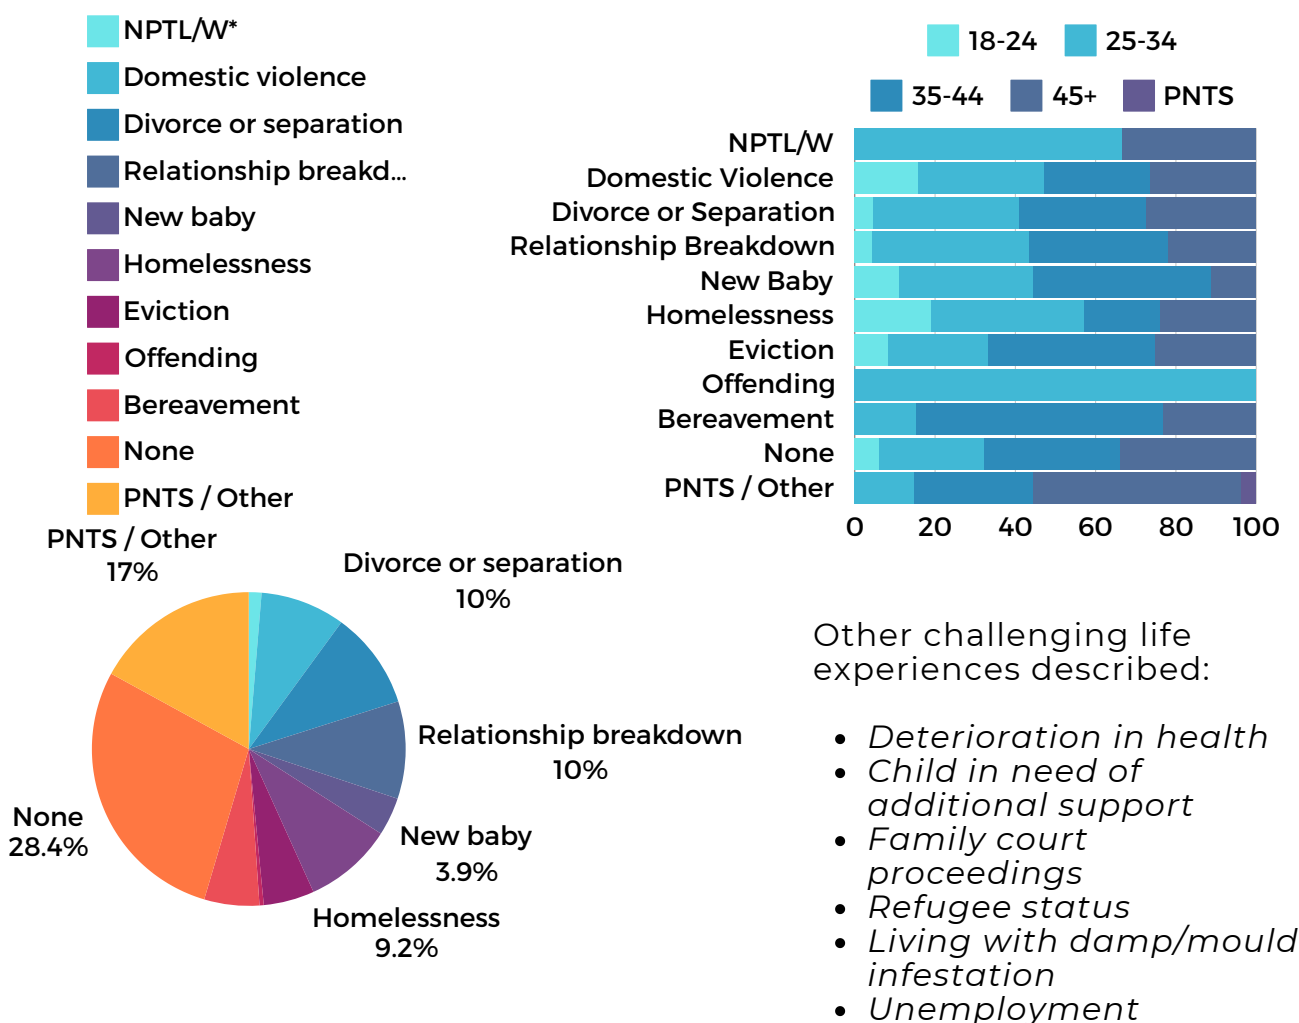 NPTL/W*
Domestic violence
Divorce or separation
Relationship breakd...
New baby
Homelessness
Eviction
Offending
Bereavement
None
PNTS / Other
PNTS / Other
17%
Divorce or separation
10%
Relationship breakdown
10%
New baby
3.9%
Homelessness
9.2%
None
28.4%
18-24 25-34
35-44 45+ PNTS
NPTL/W
Domestic Violence
Divorce or Separation
Relationship Breakdown
New Baby
Homelessness
Eviction
Offending
Bereavement
None
PNTS / Other
0 20 40 60 80 100
Other challenging life
experiences described:
• Deterioration in health
• Child in need of
additional support
• Family court
proceedings
• Refugee status
• Living with damp/mould
infestation
• Unemployment